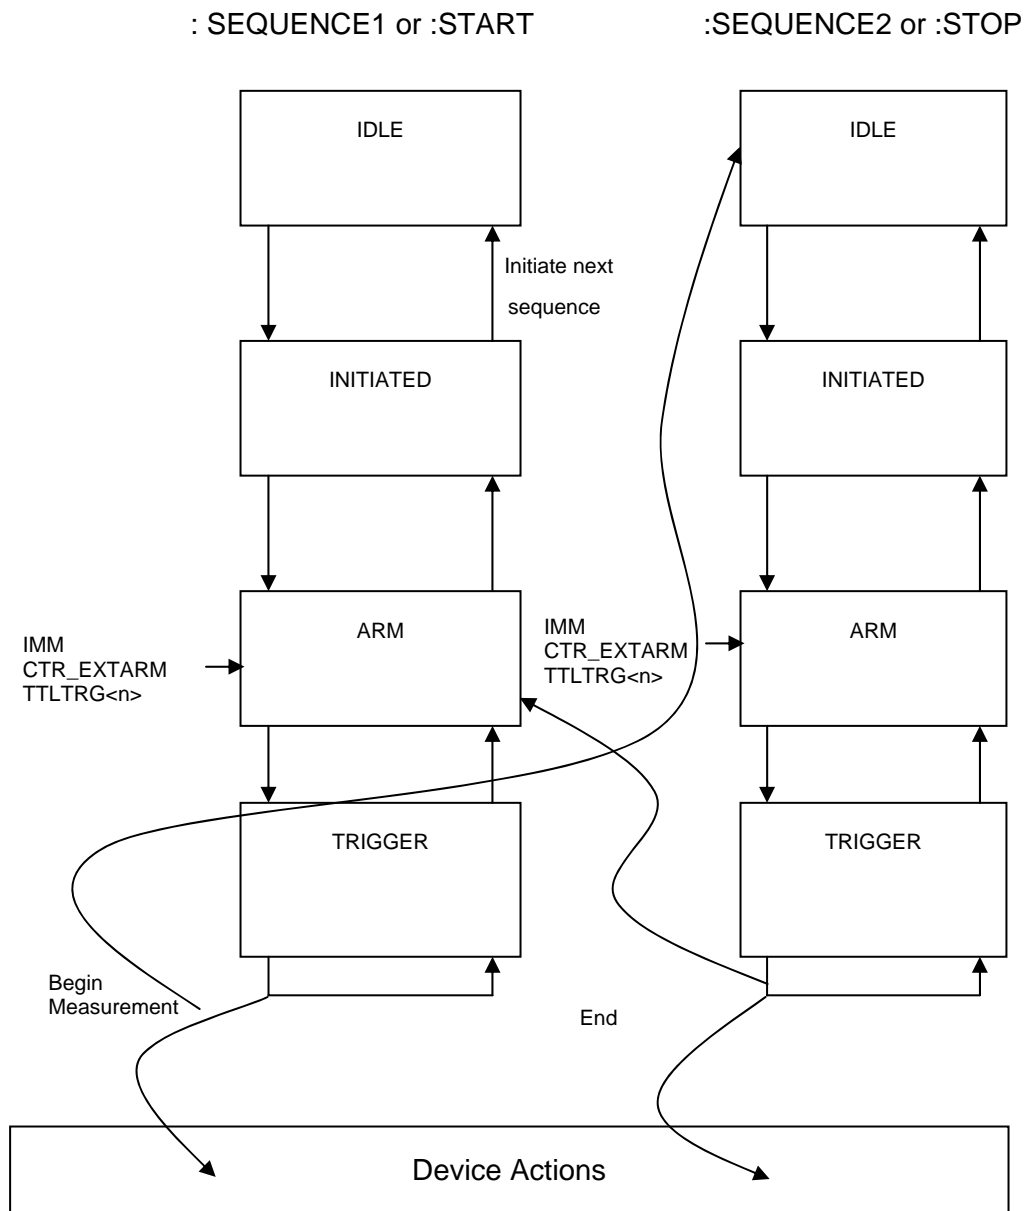 : SEQUENCE1 or :START
:SEQUENCE2 or :STOP
IDLE
IDLE
Initiate next
sequence
INITIATED
INITIATED
IMM
CTR_EXTARM
TTLTRG<n>
ARM
IMM
CTR_EXTARM
TTLTRG<n>
ARM
TRIGGER
TRIGGER
Begin
Measurement
End
Device Actions